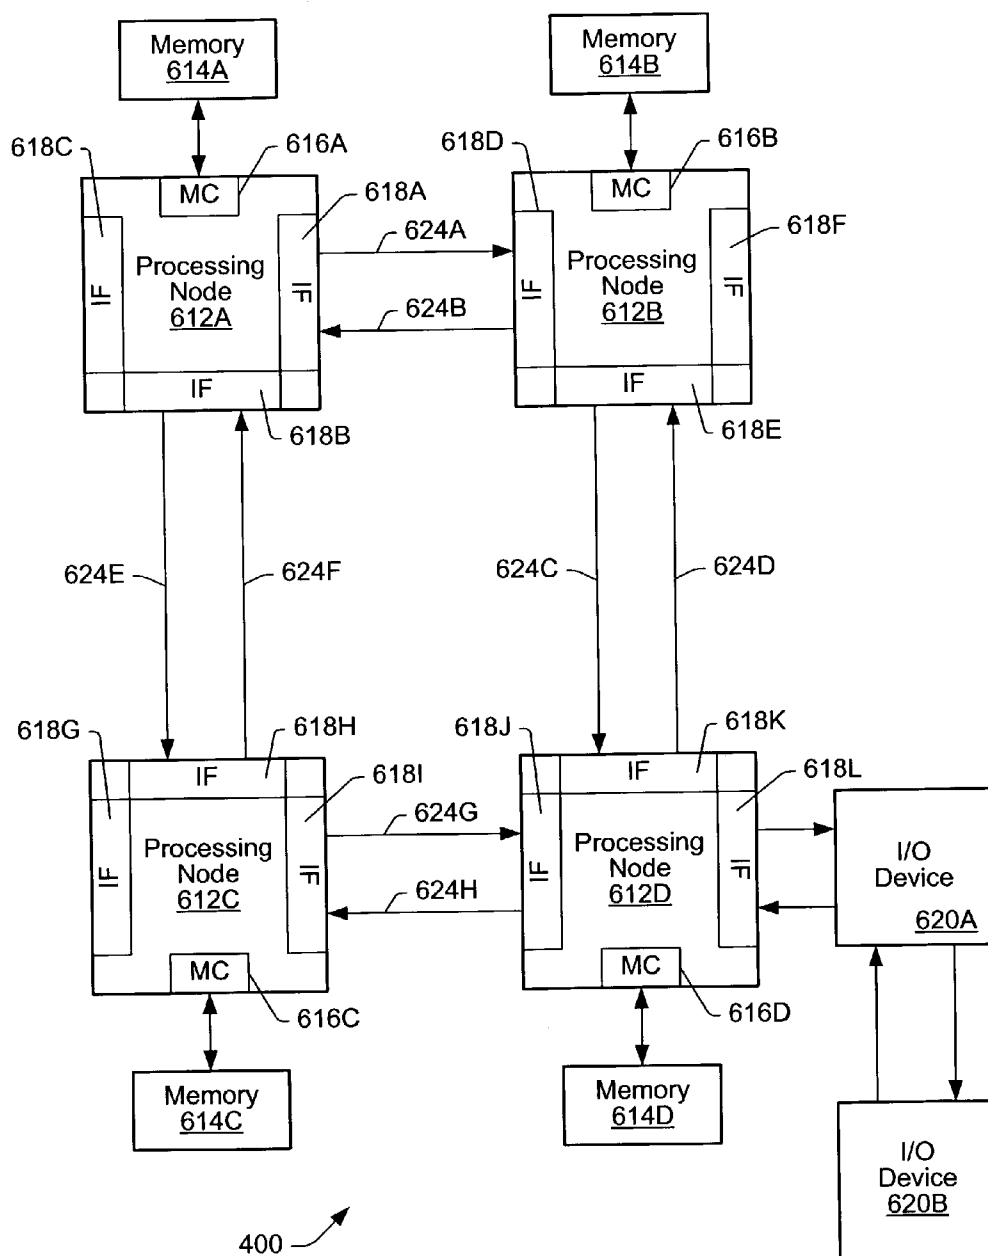 Memory
614A
Memory
614B
618C
616A
618D
616B
MC
618A
MC
624A
618F
Processing
Node
612A
IF
IF
624B
IF
Processing
Node
612B
IF
IF
618B
IF
618E
624E
624F
624C
624D
618G
618H
618J
618K
IF
618I
IF
618L
624G
Processing
Node
612C
IF
IF
624H
IF
Processing
Node
612D
IF
I/O
Device
620A
MC
616C
MC
616D
Memory
614C
Memory
614D
I/O
Device
620B
400